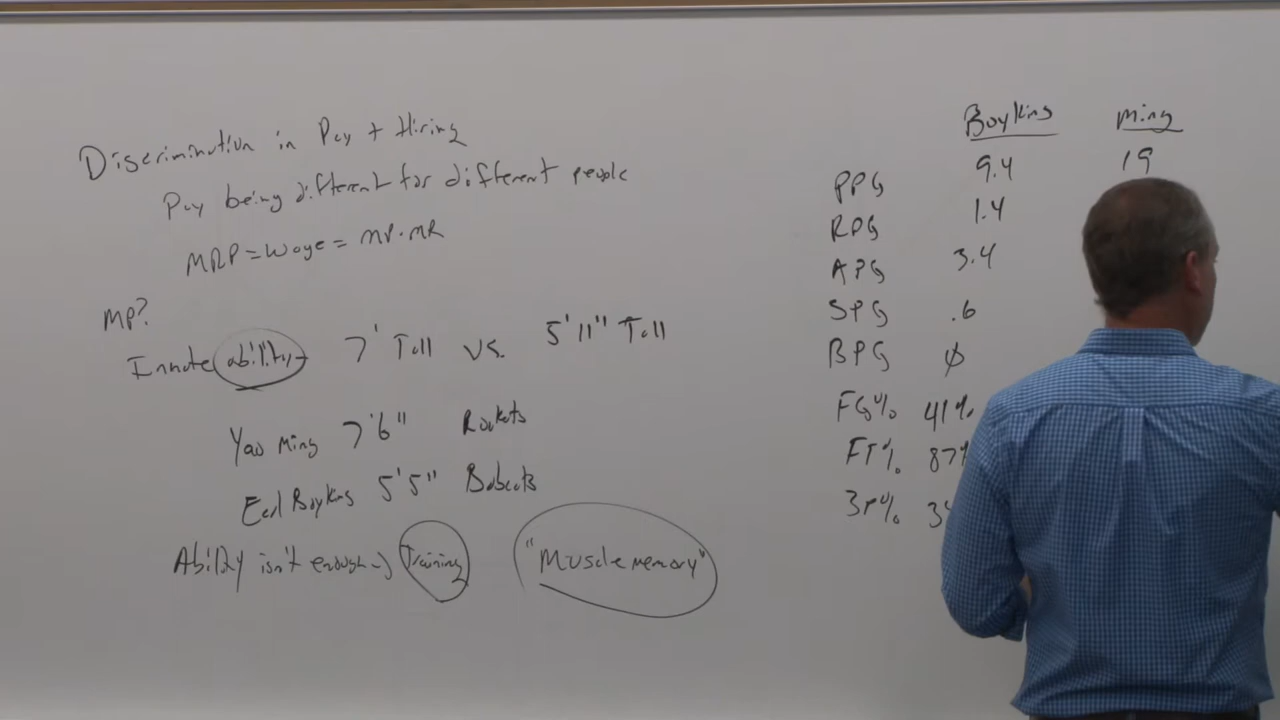 Discrimination in Pay + Hiring
Pay being different for different people
MRP = Wage = MP · MR
MP?
Innate ability 7' Tall vs. 5'11" Tall
Yao Ming 7'6" Rockets
Earl Boykins 5'5" Bobcats
Ability isn't enough → Training "Muscle memory"
Boykins Ming
PPG 9.4 19
RPG 1.4
APG 3.4
SPG .6
BPG ø
FG% 41%
FT% 87%
3P%